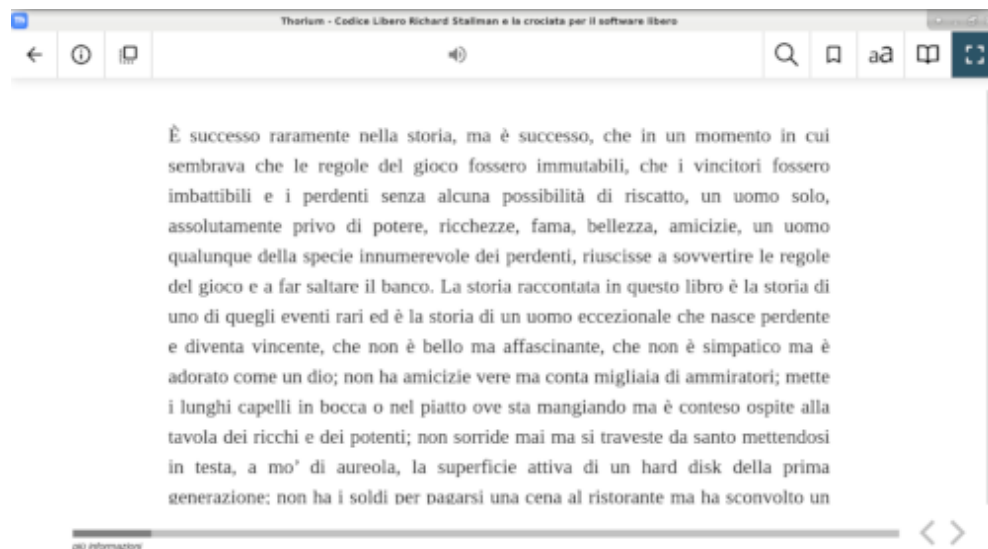 Th
Thorium - Codice Libero Richard Stallman e la crociata per il software libero
aa
È successo raramente nella storia, ma è successo, che in un momento in cui
sembrava che le regole del gioco fossero immutabili, che i vincitori fossero
imbattibili e i perdenti senza alcuna possibilità di riscatto, un uomo solo,
assolutamente privo di potere, ricchezze, fama, bellezza, amicizie, un uomo
qualunque della specie innumerevole dei perdenti, riuscisse a sovvertire le regole
del gioco e a far saltare il banco. La storia raccontata in questo libro è la storia di
uno di quegli eventi rari ed è la storia di un uomo eccezionale che nasce perdente
e diventa vincente, che non è bello ma affascinante, che non è simpatico ma è
adorato come un dio; non ha amicizie vere ma conta migliaia di ammiratori; mette
i lunghi capelli in bocca o nel piatto ove sta mangiando ma è conteso ospite alla
tavola dei ricchi e dei potenti; non sorride mai ma si traveste da santo mettendosi
in testa, a mo’ di aureola, la superficie attiva di un hard disk della prima
generazione; non ha i soldi per pagarsi una cena al ristorante ma ha sconvolto un
più informazioni